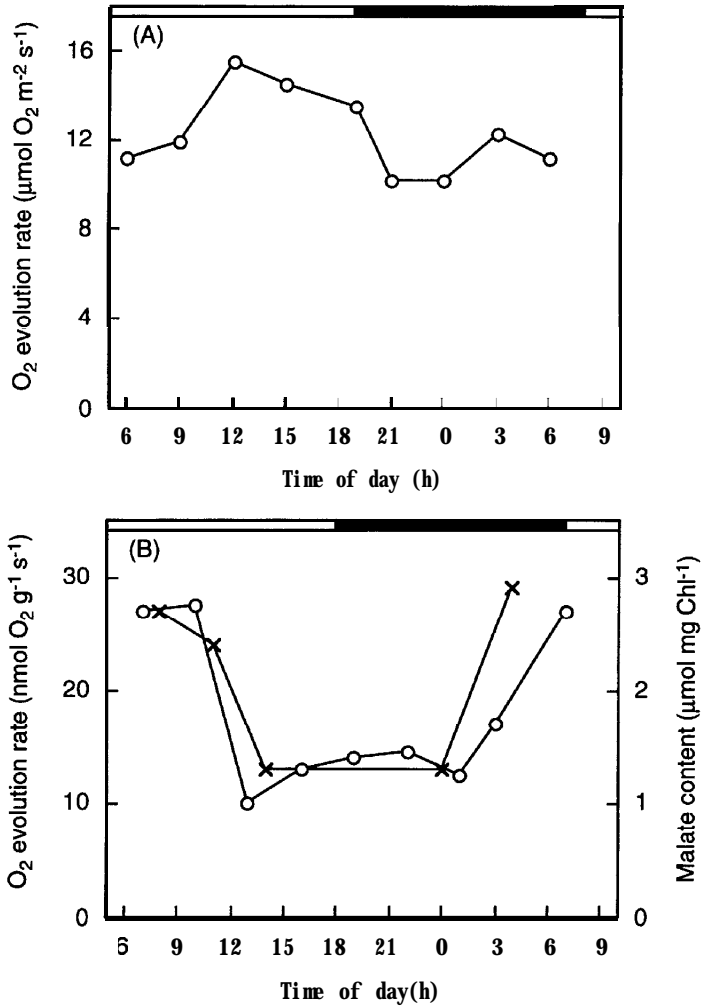 (A)
16
12
8
4
0
O2 evolution rate (µmol O2 m-2 s-1)
6 9 12 15 18 21 0 3 6 9
Time of day (h)
(B)
30
20
10
0
O2 evolution rate (nmol O2 g-1 s-1)
3
2
1
0
Malate content (µmol mg Chl-1)
6 9 12 15 18 21 0 3 6 9
Time of day(h)